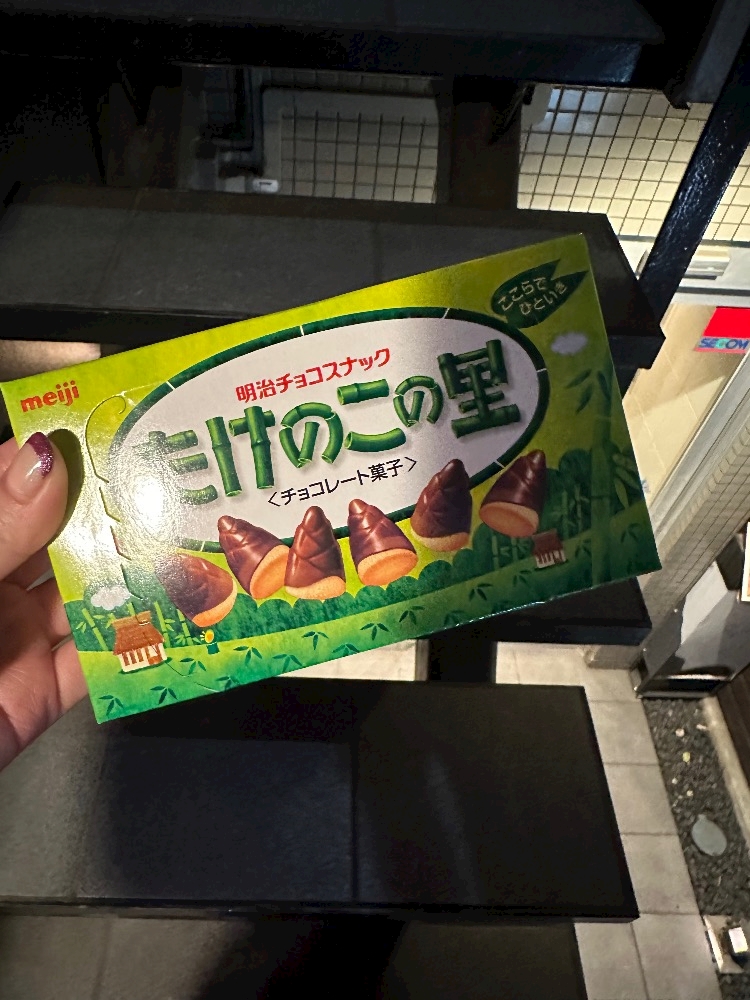 meiji
ここらで
ひといき
明治チョコスナック
たけのこの里
〈チョコレート菓子〉
SECOM